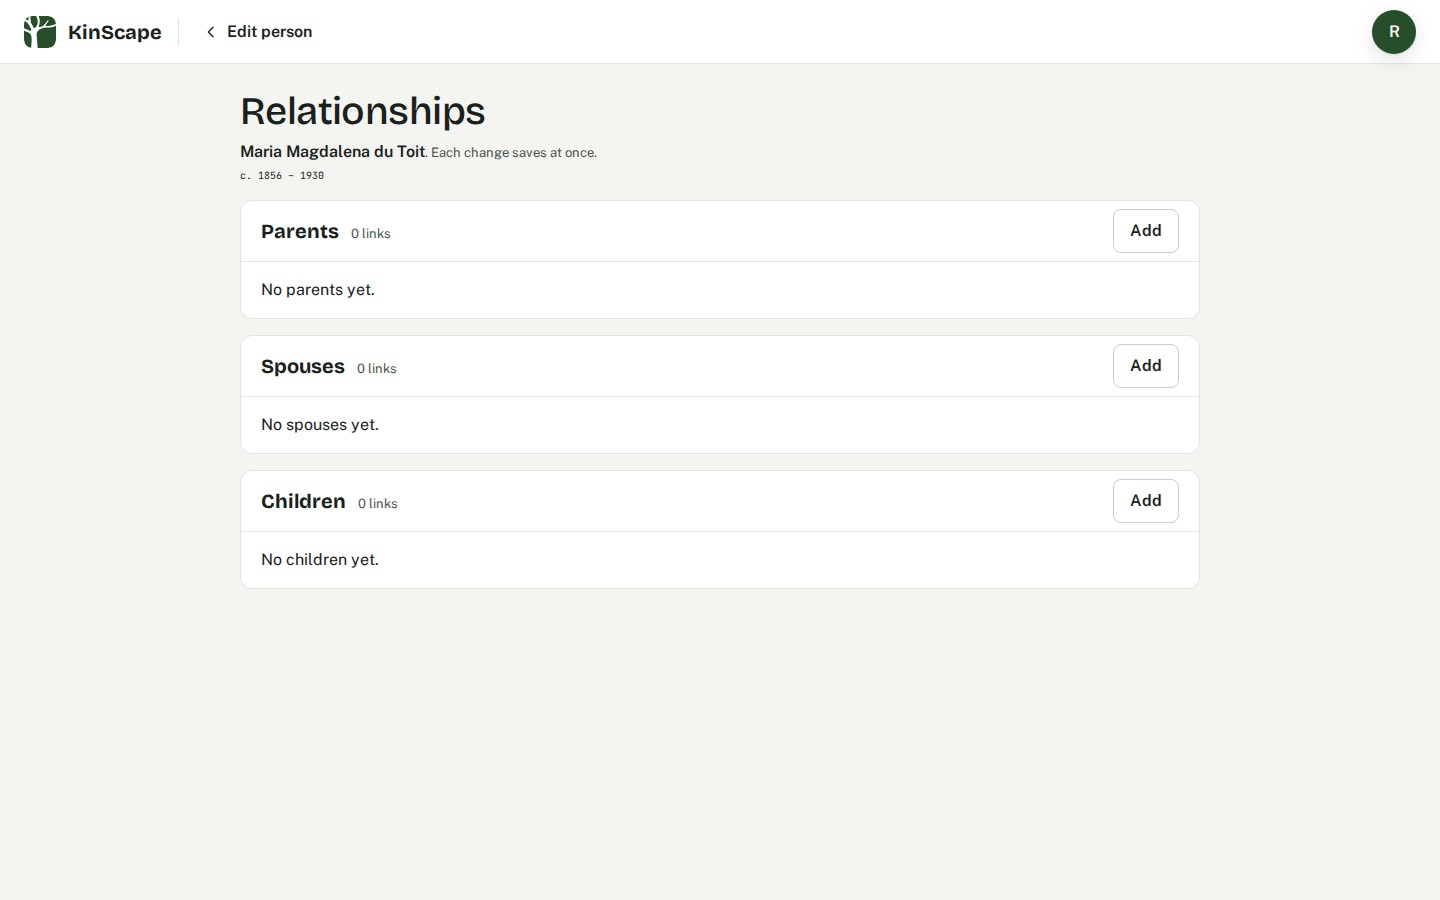 KinScape
Edit person
R
Relationships
Maria Magdalena du Toit. Each change saves at once.
c. 1856 – 1930
Parents 0 links Add
No parents yet.
Spouses 0 links Add
No spouses yet.
Children 0 links Add
No children yet.